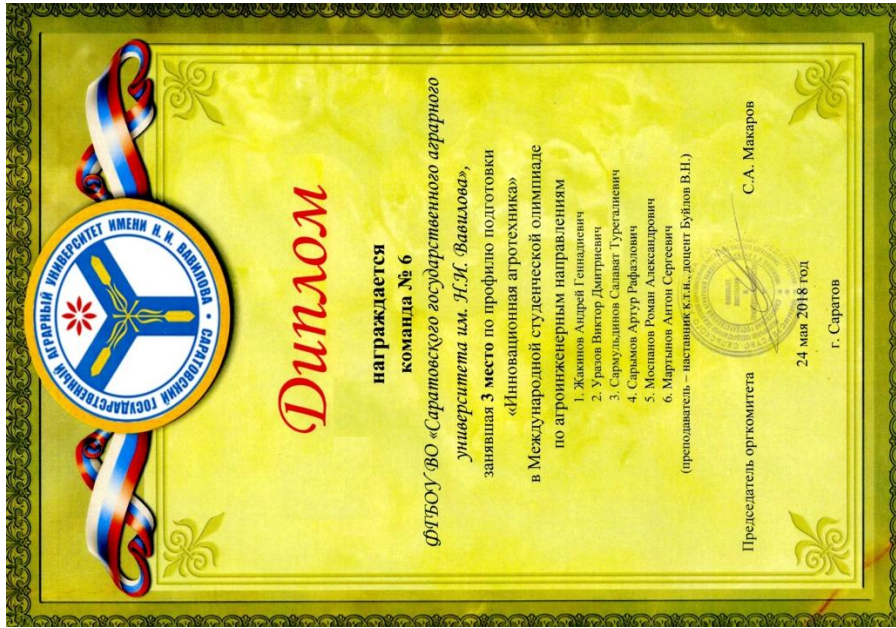 САРАТОВСКИЙ ГОСУДАРСТВЕННЫЙ АГРАРНЫЙ УНИВЕРСИТЕТ ИМЕНИ Н. И. ВАВИЛОВА •
Диплом
награждается
команда № 6
ФГБОУ ВО «Саратовского государственного аграрного
университета им. Н.И. Вавилова»,
занявшая 3 место по профилю подготовки
«Инновационная агротехника»
в Международной студенческой олимпиаде
по агроинженерным направлениям
1. Жакинов Андрей Геннадиевич
2. Уразов Виктор Дмитриевич
3. Сармульдинов Салават Турегалиевич
4. Сарымов Артур Рафаэлович
5. Моспанов Роман Александрович
6. Мартынов Антон Сергеевич
(преподаватель – наставник к.т.н., доцент Буйлов В.Н.)
Председатель оргкомитета С.А. Макаров
24 мая 2018 год
г. Саратов